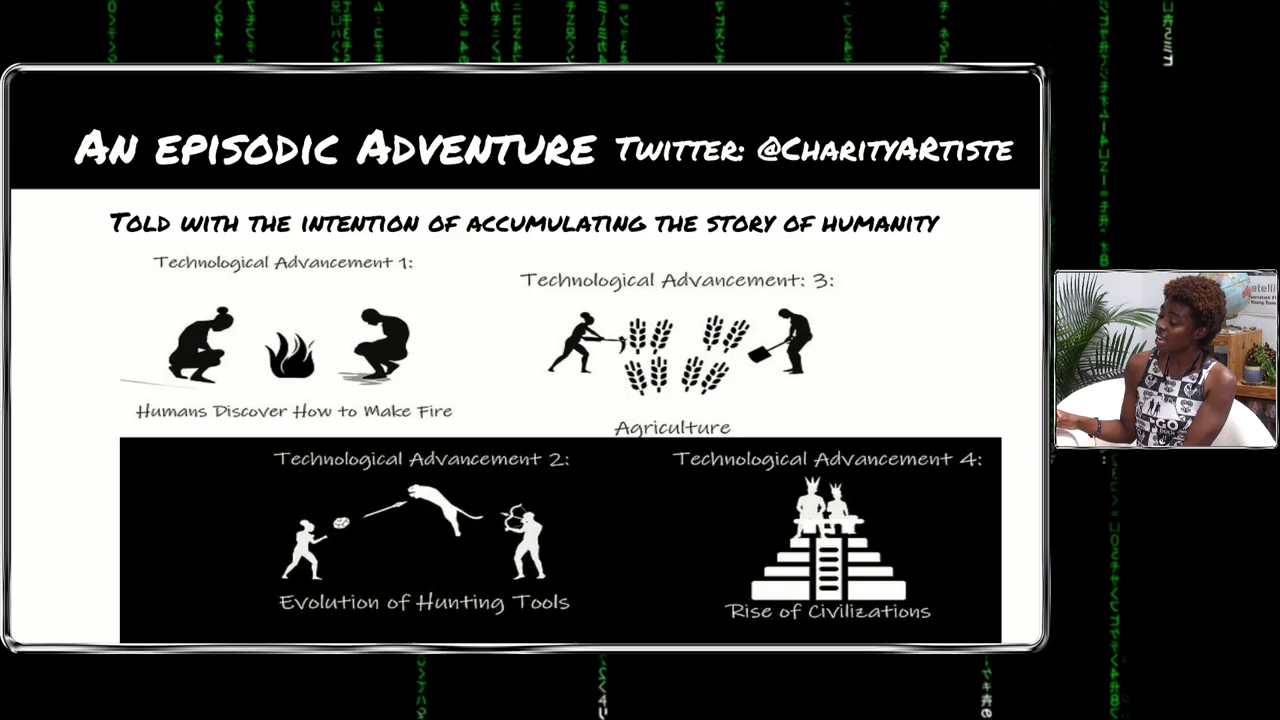 An episodic Adventure Twitter: @CharityARtiste
Told with the intention of accumulating the story of humanity
Technological Advancement 1:
Humans Discover How to Make Fire
Technological Advancement: 3:
Agriculture
Technological Advancement 2:
Evolution of Hunting Tools
Technological Advancement 4:
Rise of Civilizations
atelli
GO